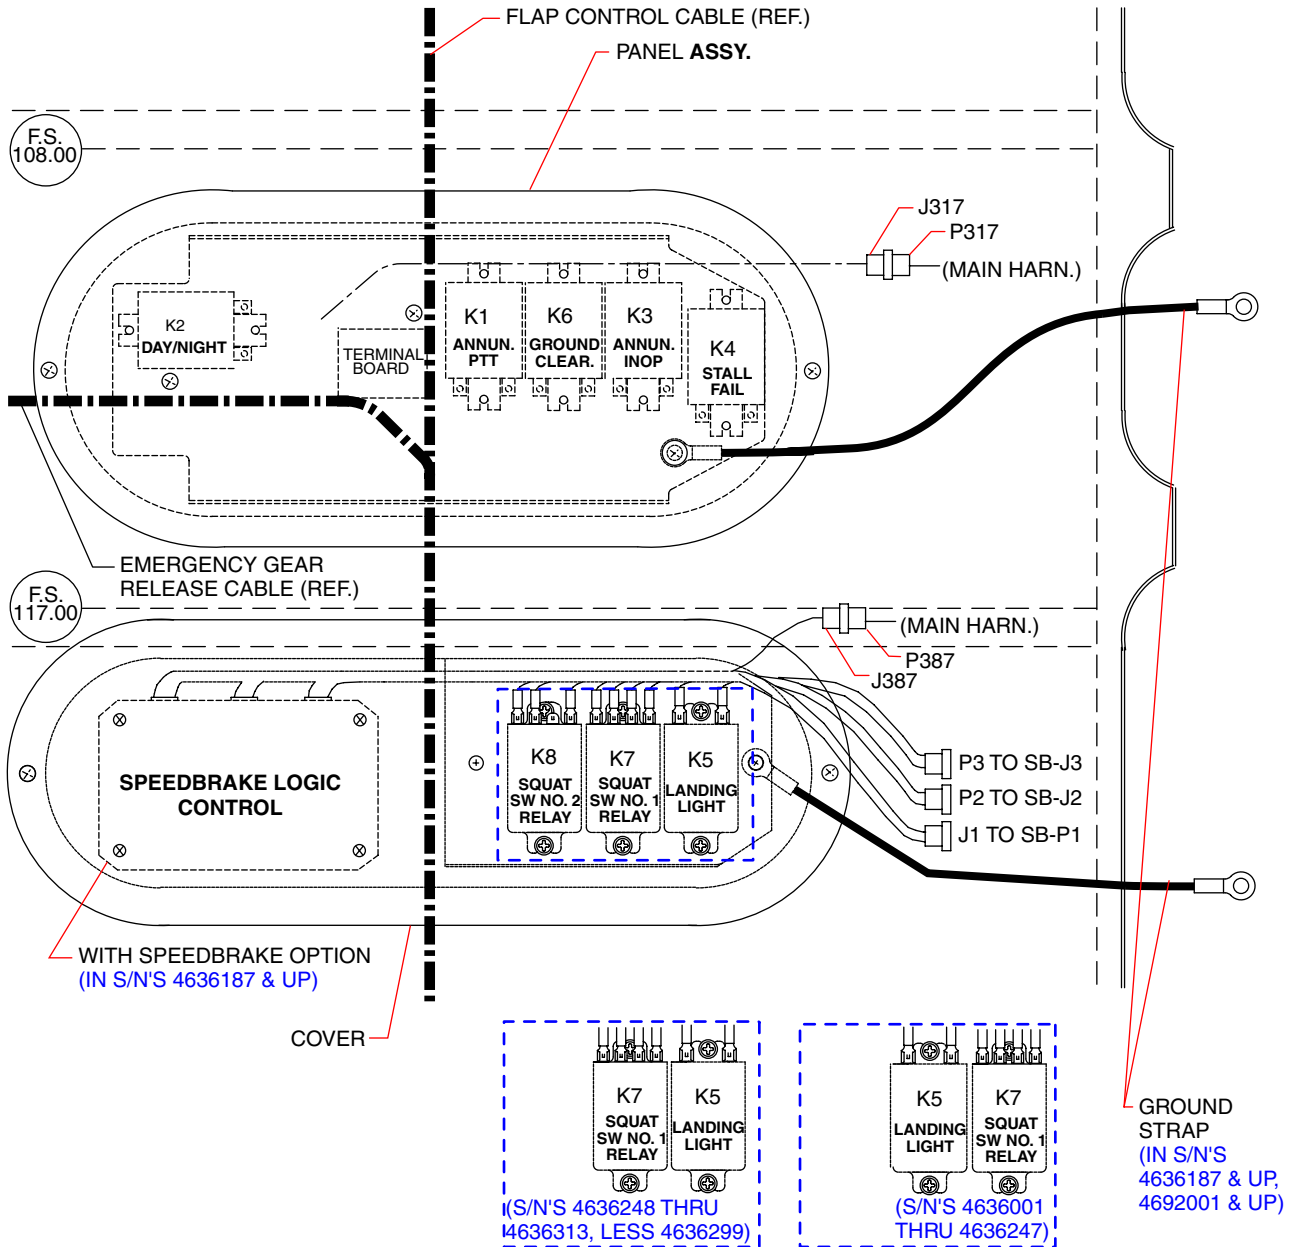 FLAP CONTROL CABLE (REF.)
PANEL ASSY.
F.S.
108.00
J317
P317
(MAIN HARN.)
K2
DAY/NIGHT
TERMINAL
BOARD
K1
ANNUN.
PTT
K6
GROUND
CLEAR.
K3
ANNUN.
INOP
K4
STALL
FAIL
EMERGENCY GEAR
RELEASE CABLE (REF.)
F.S.
117.00
(MAIN HARN.)
P387
J387
SPEEDBRAKE LOGIC
CONTROL
K8
SQUAT
SW NO. 2
RELAY
K7
SQUAT
SW NO. 1
RELAY
K5
LANDING
LIGHT
P3 TO SB-J3
P2 TO SB-J2
J1 TO SB-P1
WITH SPEEDBRAKE OPTION
(IN S/N'S 4636187 & UP)
COVER
K7
SQUAT
SW NO. 1
RELAY
K5
LANDING
LIGHT
(S/N'S 4636248 THRU
4636313, LESS 4636299)
K5
LANDING
LIGHT
K7
SQUAT
SW NO. 1
RELAY
(S/N'S 4636001
THRU 4636247)
GROUND
STRAP
(IN S/N'S
4636187 & UP,
4692001 & UP)